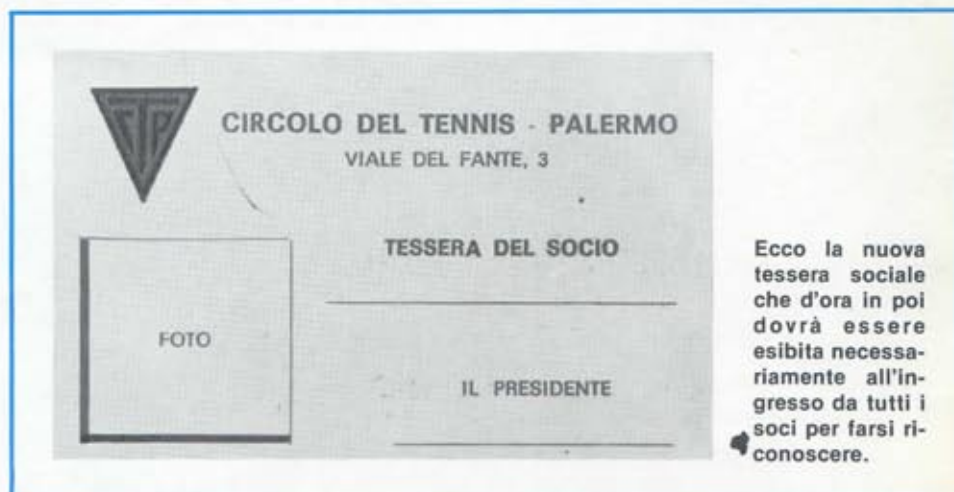 CTP
CIRCOLO DEL TENNIS - PALERMO
VIALE DEL FANTE, 3
TESSERA DEL SOCIO
FOTO
IL PRESIDENTE
Ecco la nuova
tessera sociale
che d'ora in poi
dovrà essere
esibita necessa-
riamente all'in-
gresso da tutti i
soci per farsi ri-
conoscere.